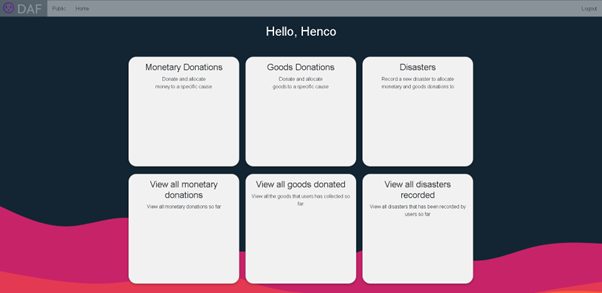 DAF Public Home Logout
Hello, Henco
Monetary Donations
Donate and allocate
money to a specific cause
Goods Donations
Donate and allocate
goods to a specific cause
Disasters
Record a new disaster to allocate
monetary and goods donations to
View all monetary
donations
View all monetary donations so far
View all goods donated
View all the goods that users has collected so
far
View all disasters
recorded
View all disasters that has been recorded by
users so far